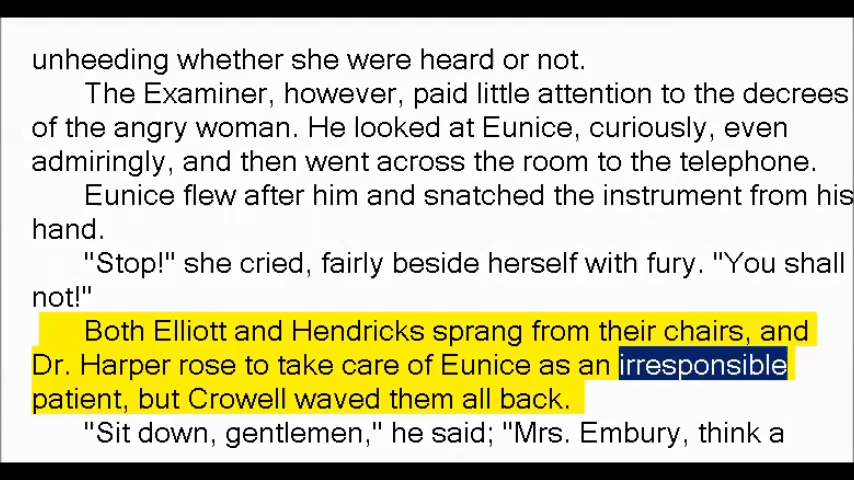 unheeding whether she were heard or not.
The Examiner, however, paid little attention to the decrees
of the angry woman. He looked at Eunice, curiously, even
admiringly, and then went across the room to the telephone.
Eunice flew after him and snatched the instrument from his
hand.
"Stop!" she cried, fairly beside herself with fury. "You shall
not!"
Both Elliott and Hendricks sprang from their chairs, and
Dr. Harper rose to take care of Eunice as an irresponsible
patient, but Crowell waved them all back.
"Sit down, gentlemen," he said; "Mrs. Embury, think a